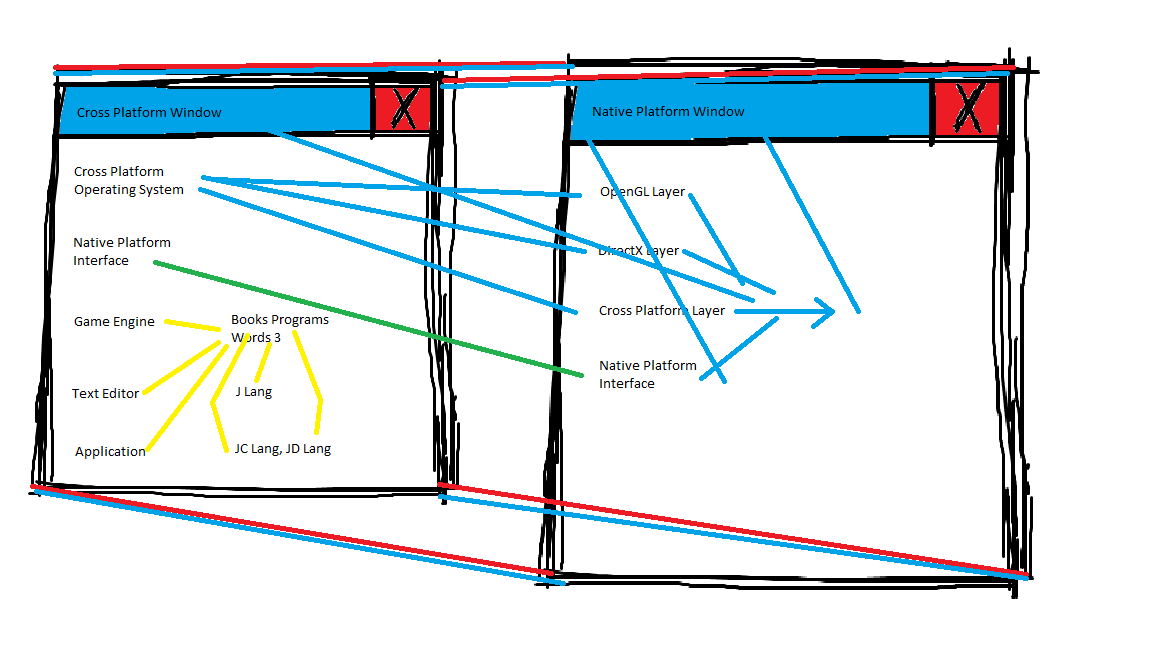 Cross Platform Window
X
Cross Platform
Operating System
Native Platform
Interface
Game Engine
Books Programs
Words 3
Text Editor
J Lang
Application
JC Lang, JD Lang
Native Platform Window
X
OpenGL Layer
DirectX Layer
Cross Platform Layer
Native Platform
Interface